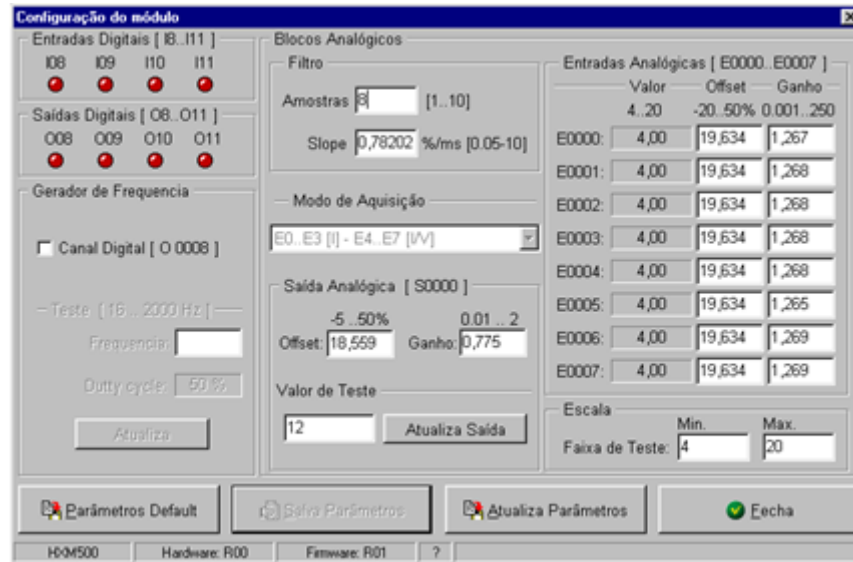 Configuração do módulo
Entradas Digitais [ I8..I11 ]
I08 I09 I10 I11
Saídas Digitais [ O8..O11 ]
O08 O09 O10 O11
Gerador de Frequencia
Canal Digital [ O 0008 ]
Teste [ 16 .. 2000 Hz ]
Frequencia:
Dutty cycle: 50 %
Atualiza
Blocos Analógicos
Filtro
Amostras 8 [1..10]
Slope 0,78202 %/ms [0.05-10]
Modo de Aquisição
E0..E3 [I] - E4..E7 [I/V]
Saída Analógica [ S0000 ]
-5 ..50% 0.01 .. 2
Offset: 18,559 Ganho: 0,775
Valor de Teste
12 Atualiza Saída
Entradas Analógicas [ E0000..E0007 ]
Valor Offset Ganho
4..20 -20..50% 0.001..250
E0000: 4,00 19,634 1,267
E0001: 4,00 19,634 1,268
E0002: 4,00 19,634 1,268
E0003: 4,00 19,634 1,268
E0004: 4,00 19,634 1,268
E0005: 4,00 19,634 1,265
E0006: 4,00 19,634 1,269
E0007: 4,00 19,634 1,269
Escala
Min. Max.
Faixa de Teste: 4 20
Parâmetros Default Salva Parâmetros Atualiza Parâmetros Fecha
HXM500 Hardware: R00 Firmware: R01 ?